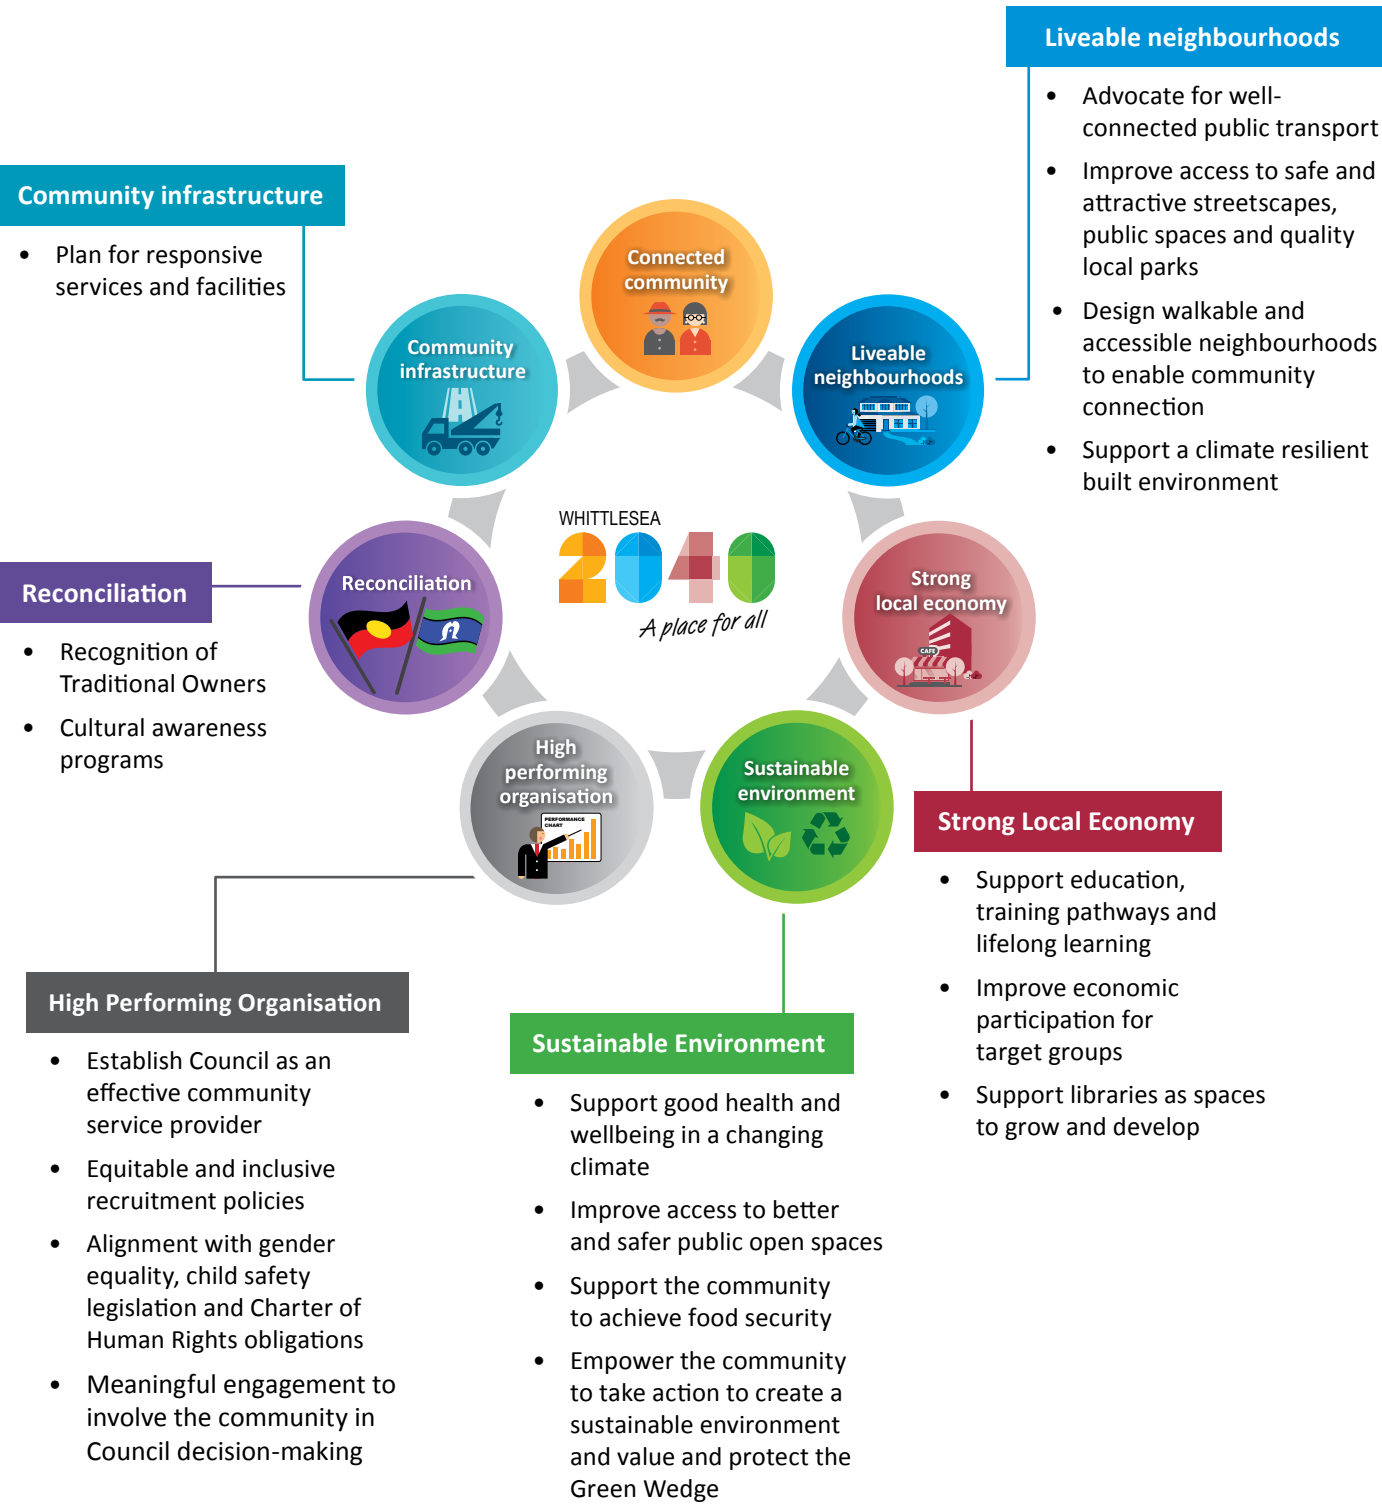 Liveable neighbourhoods
• Advocate for well-
connected public transport
• Improve access to safe and
attractive streetscapes,
public spaces and quality
local parks
• Design walkable and
accessible neighbourhoods
to enable community
connection
• Support a climate resilient
built environment
Community infrastructure
• Plan for responsive
services and facilities
Connected
community
Community
infrastructure
Liveable
neighbourhoods
WHITTLESEA
2040
A place for all
Reconciliation
Strong
local economy
CAFE
High
performing
organisation
PERFORMANCE
CHART
Sustainable
environment
Reconciliation
• Recognition of
Traditional Owners
• Cultural awareness
programs
Strong Local Economy
• Support education,
training pathways and
lifelong learning
• Improve economic
participation for
target groups
• Support libraries as spaces
to grow and develop
High Performing Organisation
• Establish Council as an
effective community
service provider
• Equitable and inclusive
recruitment policies
• Alignment with gender
equality, child safety
legislation and Charter of
Human Rights obligations
• Meaningful engagement to
involve the community in
Council decision-making
Sustainable Environment
• Support good health and
wellbeing in a changing
climate
• Improve access to better
and safer public open spaces
• Support the community
to achieve food security
• Empower the community
to take action to create a
sustainable environment
and value and protect the
Green Wedge